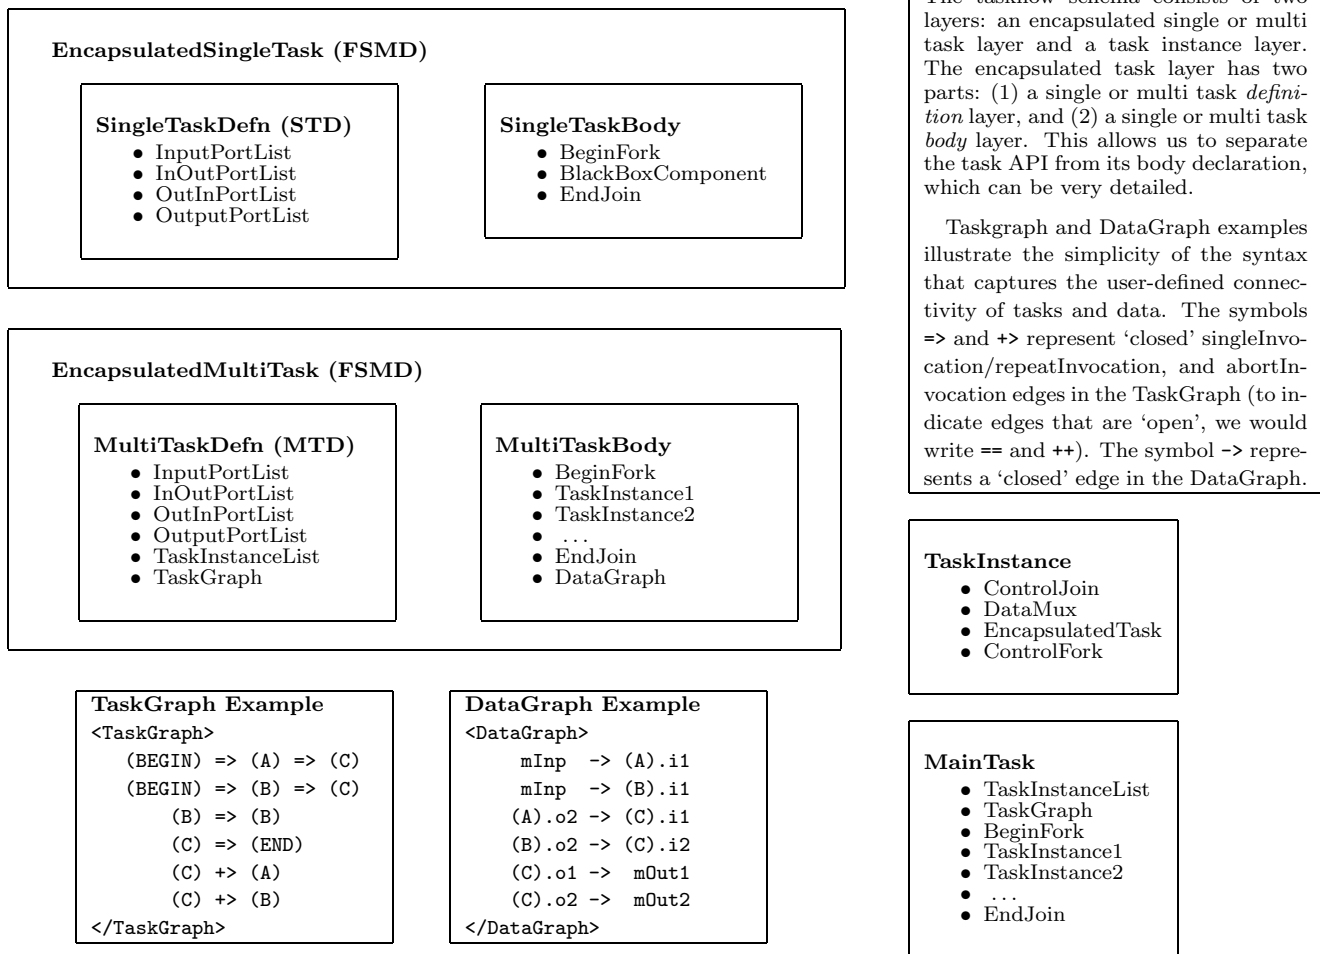 EncapsulatedSingleTask (FSMD)
SingleTaskDefn (STD)
• InputPortList
• InOutPortList
• OutInPortList
• OutputPortList
SingleTaskBody
• BeginFork
• BlackBoxComponent
• EndJoin
EncapsulatedMultiTask (FSMD)
MultiTaskDefn (MTD)
• InputPortList
• InOutPortList
• OutInPortList
• OutputPortList
• TaskInstanceList
• TaskGraph
MultiTaskBody
• BeginFork
• TaskInstance1
• TaskInstance2
• ...
• EndJoin
• DataGraph
TaskGraph Example
<TaskGraph>
(BEGIN) => (A) => (C)
(BEGIN) => (B) => (C)
(B) => (B)
(C) => (END)
(C) +> (A)
(C) +> (B)
</TaskGraph>
DataGraph Example
<DataGraph>
mInp -> (A).i1
mInp -> (B).i1
(A).o2 -> (C).i1
(B).o2 -> (C).i2
(C).o1 -> mOut1
(C).o2 -> mOut2
</DataGraph>
The taskflow schema consists of two
layers: an encapsulated single or multi
task layer and a task instance layer.
The encapsulated task layer has two
parts: (1) a single or multi task defini-
tion layer, and (2) a single or multi task
body layer. This allows us to separate
the task API from its body declaration,
which can be very detailed.
Taskgraph and DataGraph examples
illustrate the simplicity of the syntax
that captures the user-defined connec-
tivity of tasks and data. The symbols
=> and +> represent ‘closed’ singleInvo-
cation/repeatInvocation, and abortIn-
vocation edges in the TaskGraph (to in-
dicate edges that are ‘open’, we would
write == and ++). The symbol -> repre-
sents a ‘closed’ edge in the DataGraph.
TaskInstance
• ControlJoin
• DataMux
• EncapsulatedTask
• ControlFork
MainTask
• TaskInstanceList
• TaskGraph
• BeginFork
• TaskInstance1
• TaskInstance2
• ...
• EndJoin